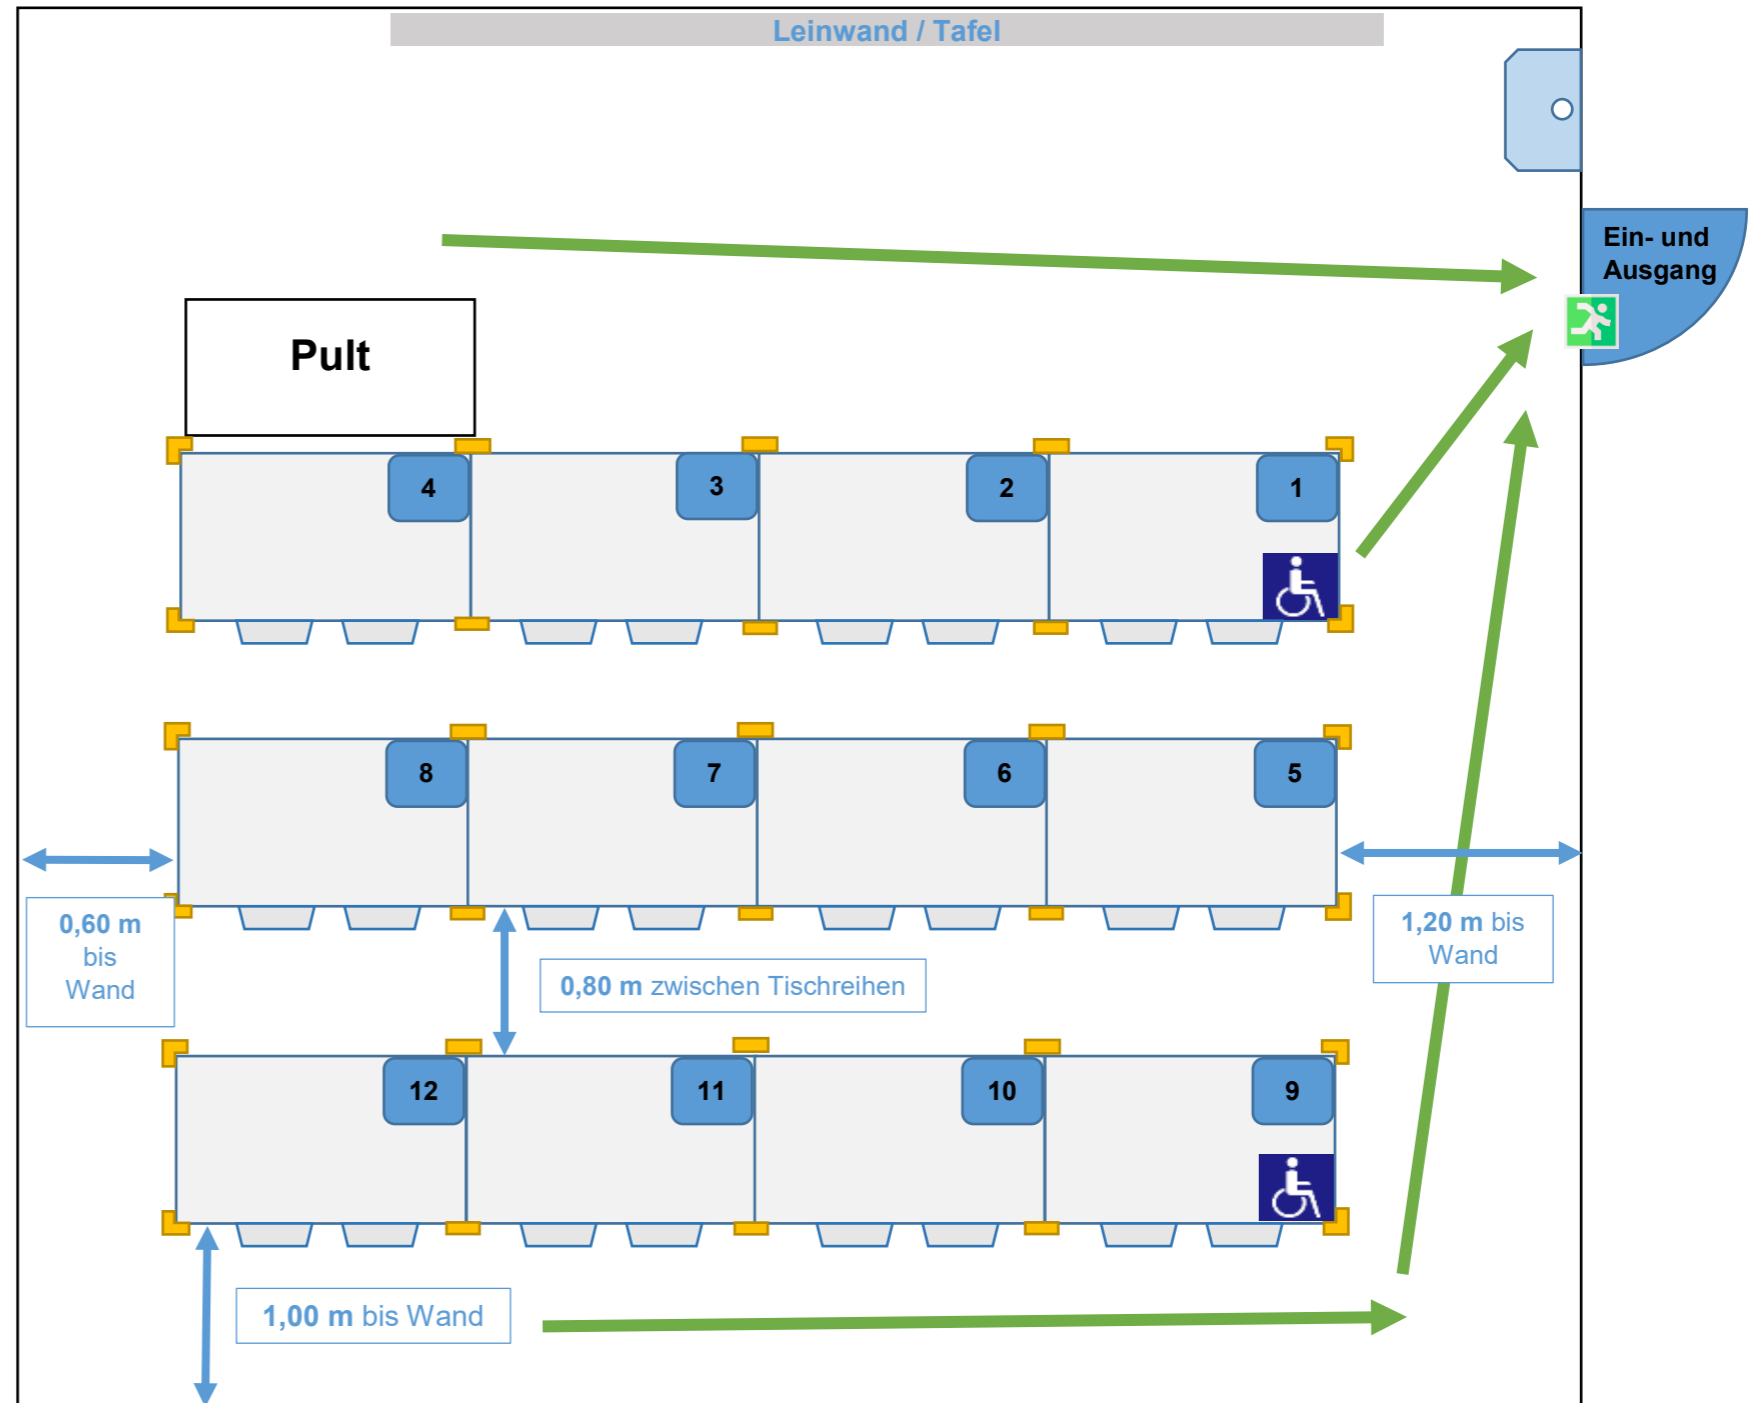 Leinwand / Tafel
Ein- und
Ausgang
Pult
4
3
2
1
8
7
6
5
0,60 m
bis
Wand
1,20 m bis
Wand
0,80 m zwischen Tischreihen
12
11
10
9
1,00 m bis Wand